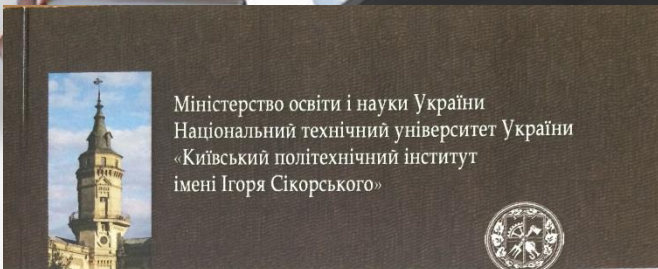 Міністерство освіти і науки України
Національний технічний університет України
«Київський політехнічний інститут
імені Ігоря Сікорського»